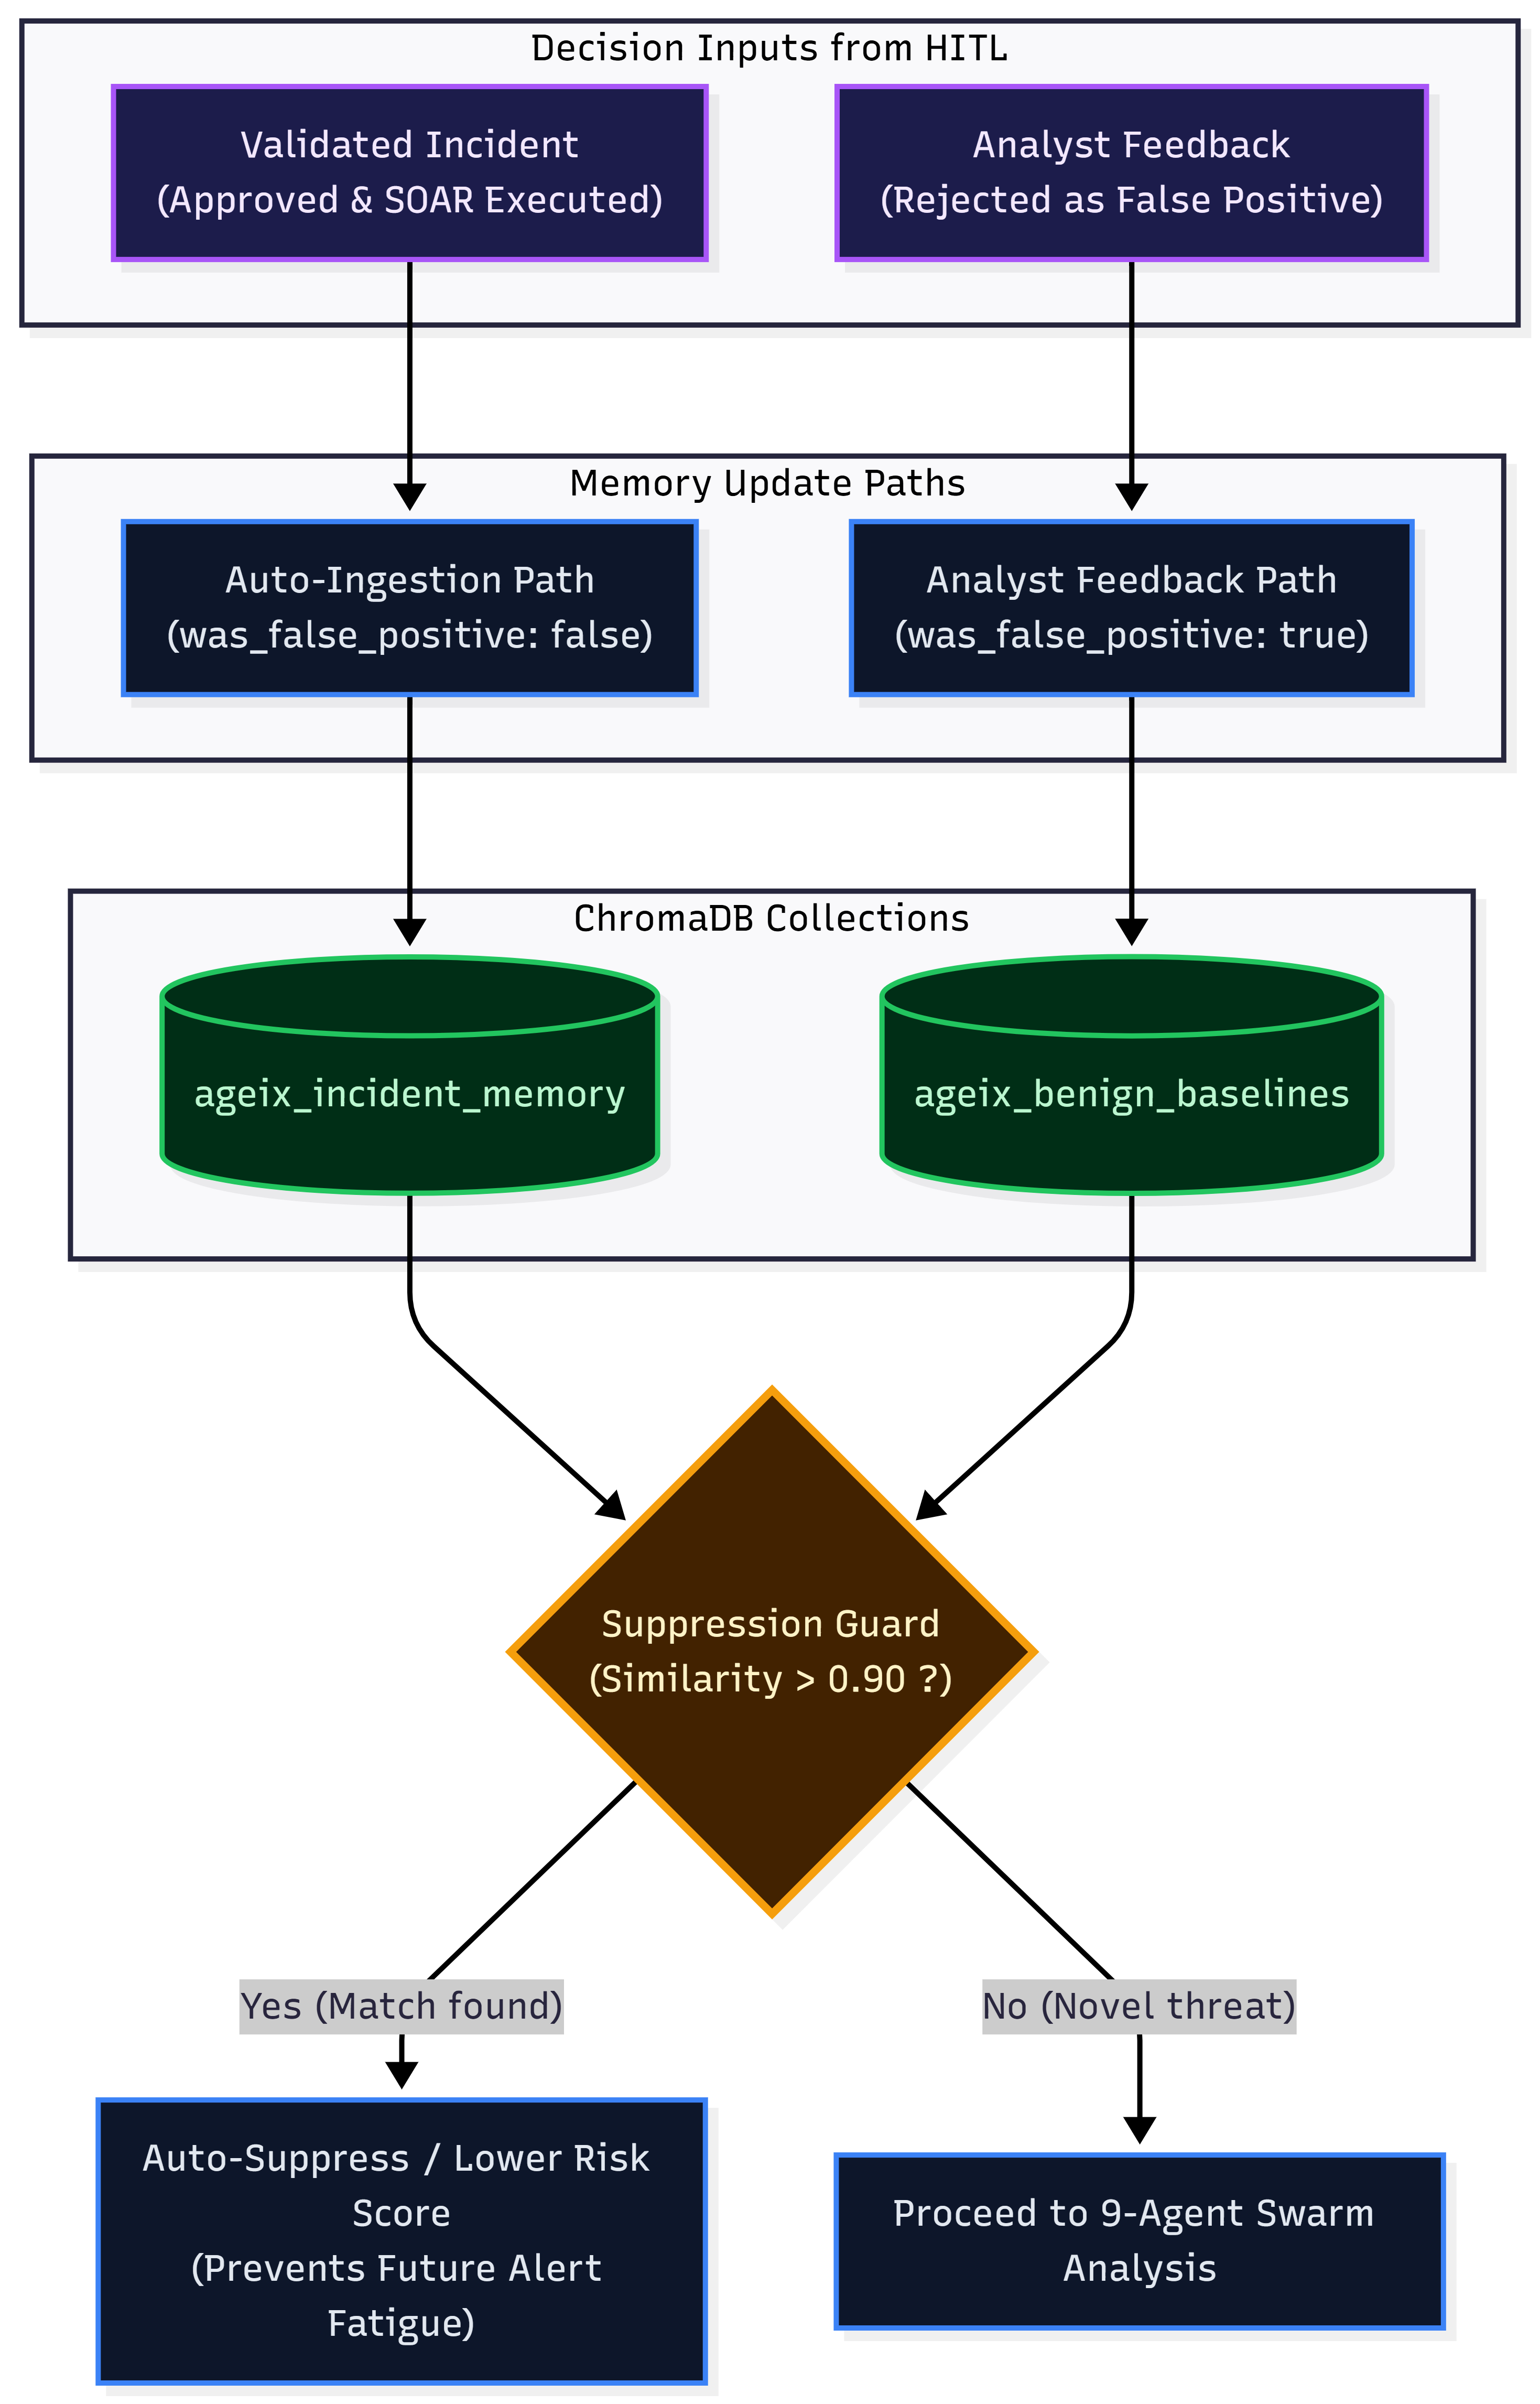 Decision Inputs from HITL
Validated Incident
(Approved & SOAR Executed)
Analyst Feedback
(Rejected as False Positive)
Memory Update Paths
Auto-Ingestion Path
(was_false_positive: false)
Analyst Feedback Path
(was_false_positive: true)
ChromaDB Collections
ageix_incident_memory
ageix_benign_baselines
Suppression Guard
(Similarity > 0.90 ?)
Yes (Match found)
No (Novel threat)
Auto-Suppress / Lower Risk
Score
(Prevents Future Alert
Fatigue)
Proceed to 9-Agent Swarm
Analysis